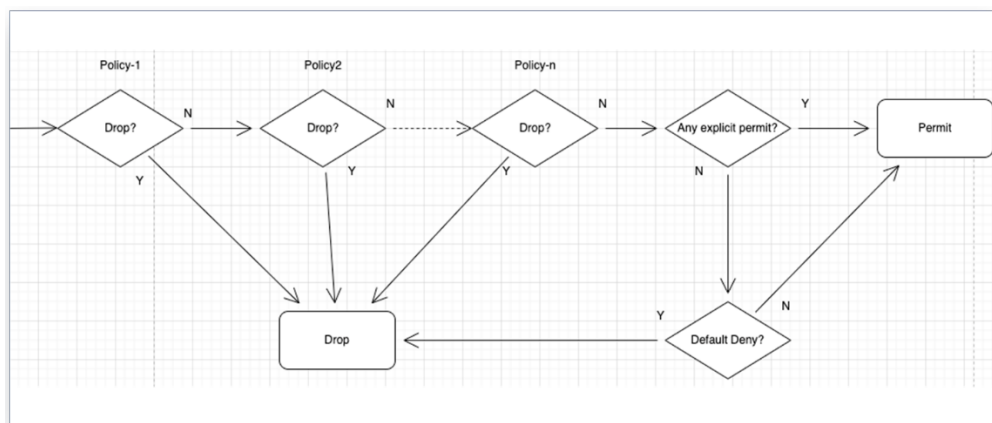 Policy-1
Policy2
Policy-n
Drop?
N
Drop?
N
Drop?
N
Any explicit permit?
Y
Permit
Y
Y
Y
N
Drop
Y
Default Deny?
N